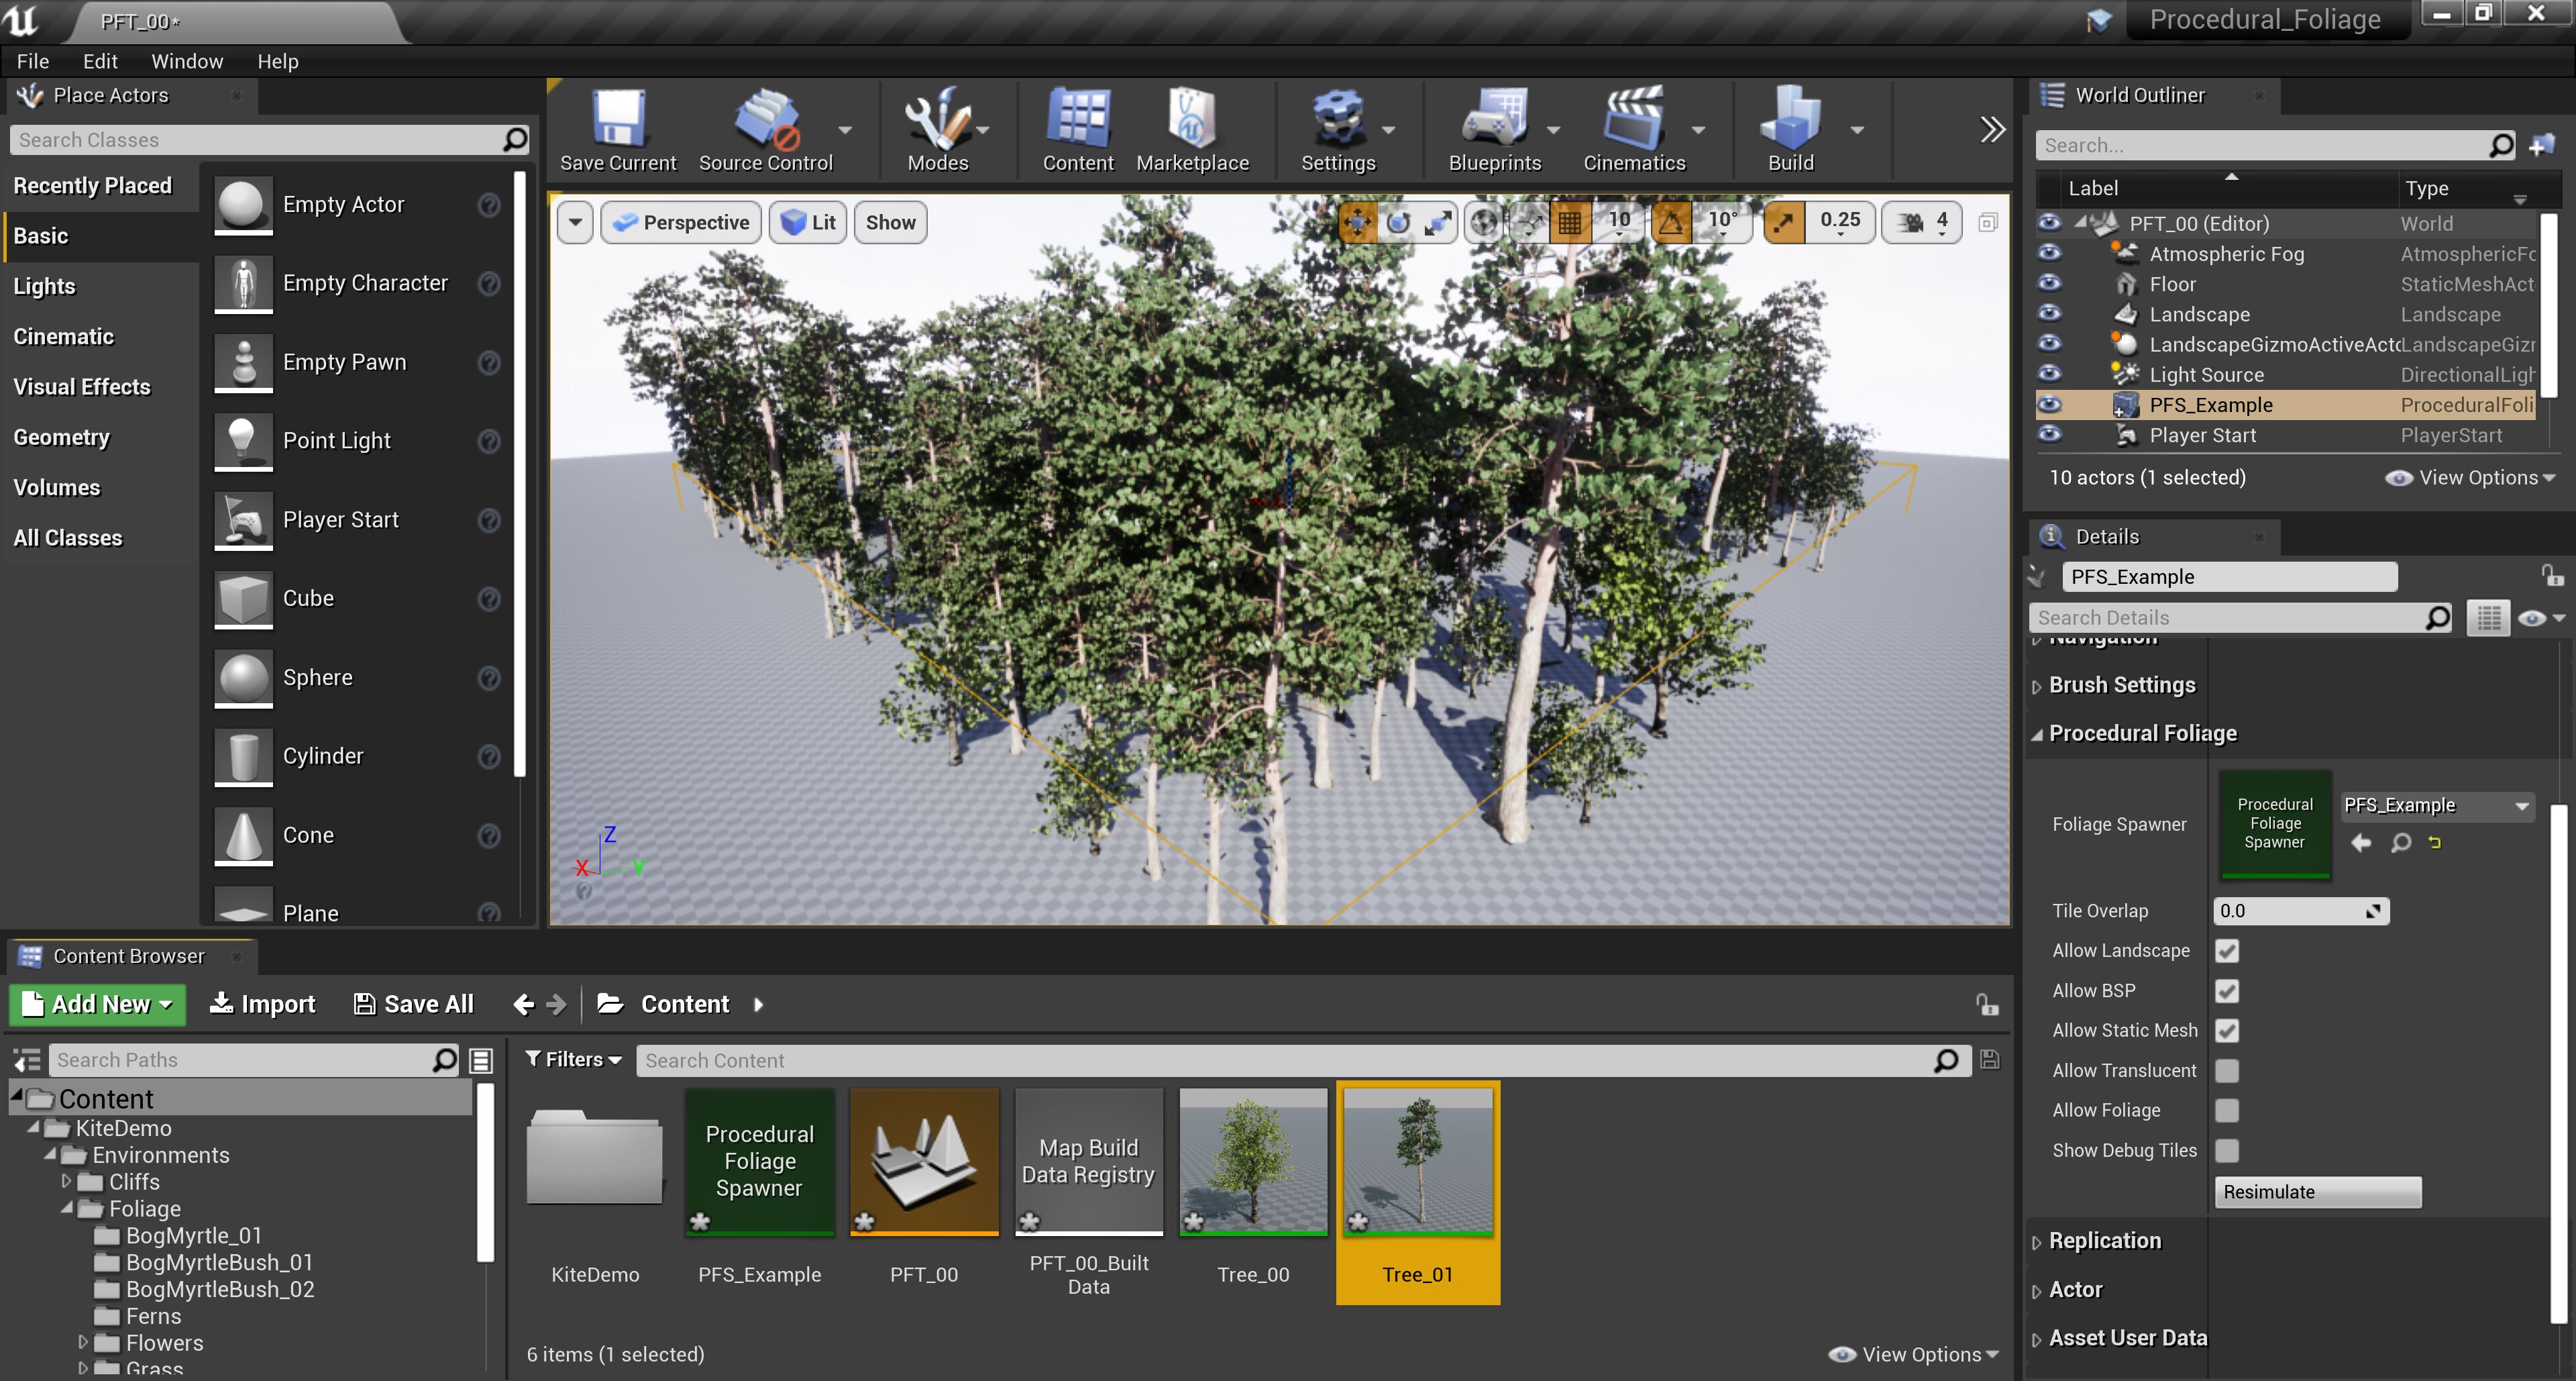 PFT_00*
Procedural_Foliage
File
Edit
Window
Help
Place Actors
Search Classes
Recently Placed
Basic
Lights
Cinematic
Visual Effects
Geometry
Volumes
All Classes
Empty Actor
Empty Character
Empty Pawn
Point Light
Player Start
Cube
Sphere
Cylinder
Cone
Plane
Save Current
Source Control
Modes
Content
Marketplace
Settings
Blueprints
Cinematics
Build
Perspective
Lit
Show
10
10°
0.25
4
Z
X
Y
World Outliner
Search...
Label
Type
PFT_00 (Editor)
World
Atmospheric Fog
AtmosphericFc
Floor
StaticMeshAct
Landscape
Landscape
LandscapeGizmoActiveActo
LandscapeGizr
Light Source
DirectionalLigh
PFS_Example
ProceduralFoli
Player Start
PlayerStart
10 actors (1 selected)
View Options
Details
PFS_Example
Search Details
Navigation
Brush Settings
Procedural Foliage
Foliage Spawner
Procedural
Foliage
Spawner
PFS_Example
Tile Overlap
0.0
Allow Landscape
Allow BSP
Allow Static Mesh
Allow Translucent
Allow Foliage
Show Debug Tiles
Resimulate
Replication
Actor
Asset User Data
Content Browser
Add New
Import
Save All
Content
Search Paths
Content
KiteDemo
Environments
Cliffs
Foliage
BogMyrtle_01
BogMyrtleBush_01
BogMyrtleBush_02
Ferns
Flowers
Grass
Filters
Search Content
Procedural
Foliage
Spawner
Map Build
Data Registry
KiteDemo
PFS_Example
PFT_00
PFT_00_Built
Data
Tree_00
Tree_01
6 items (1 selected)
View Options